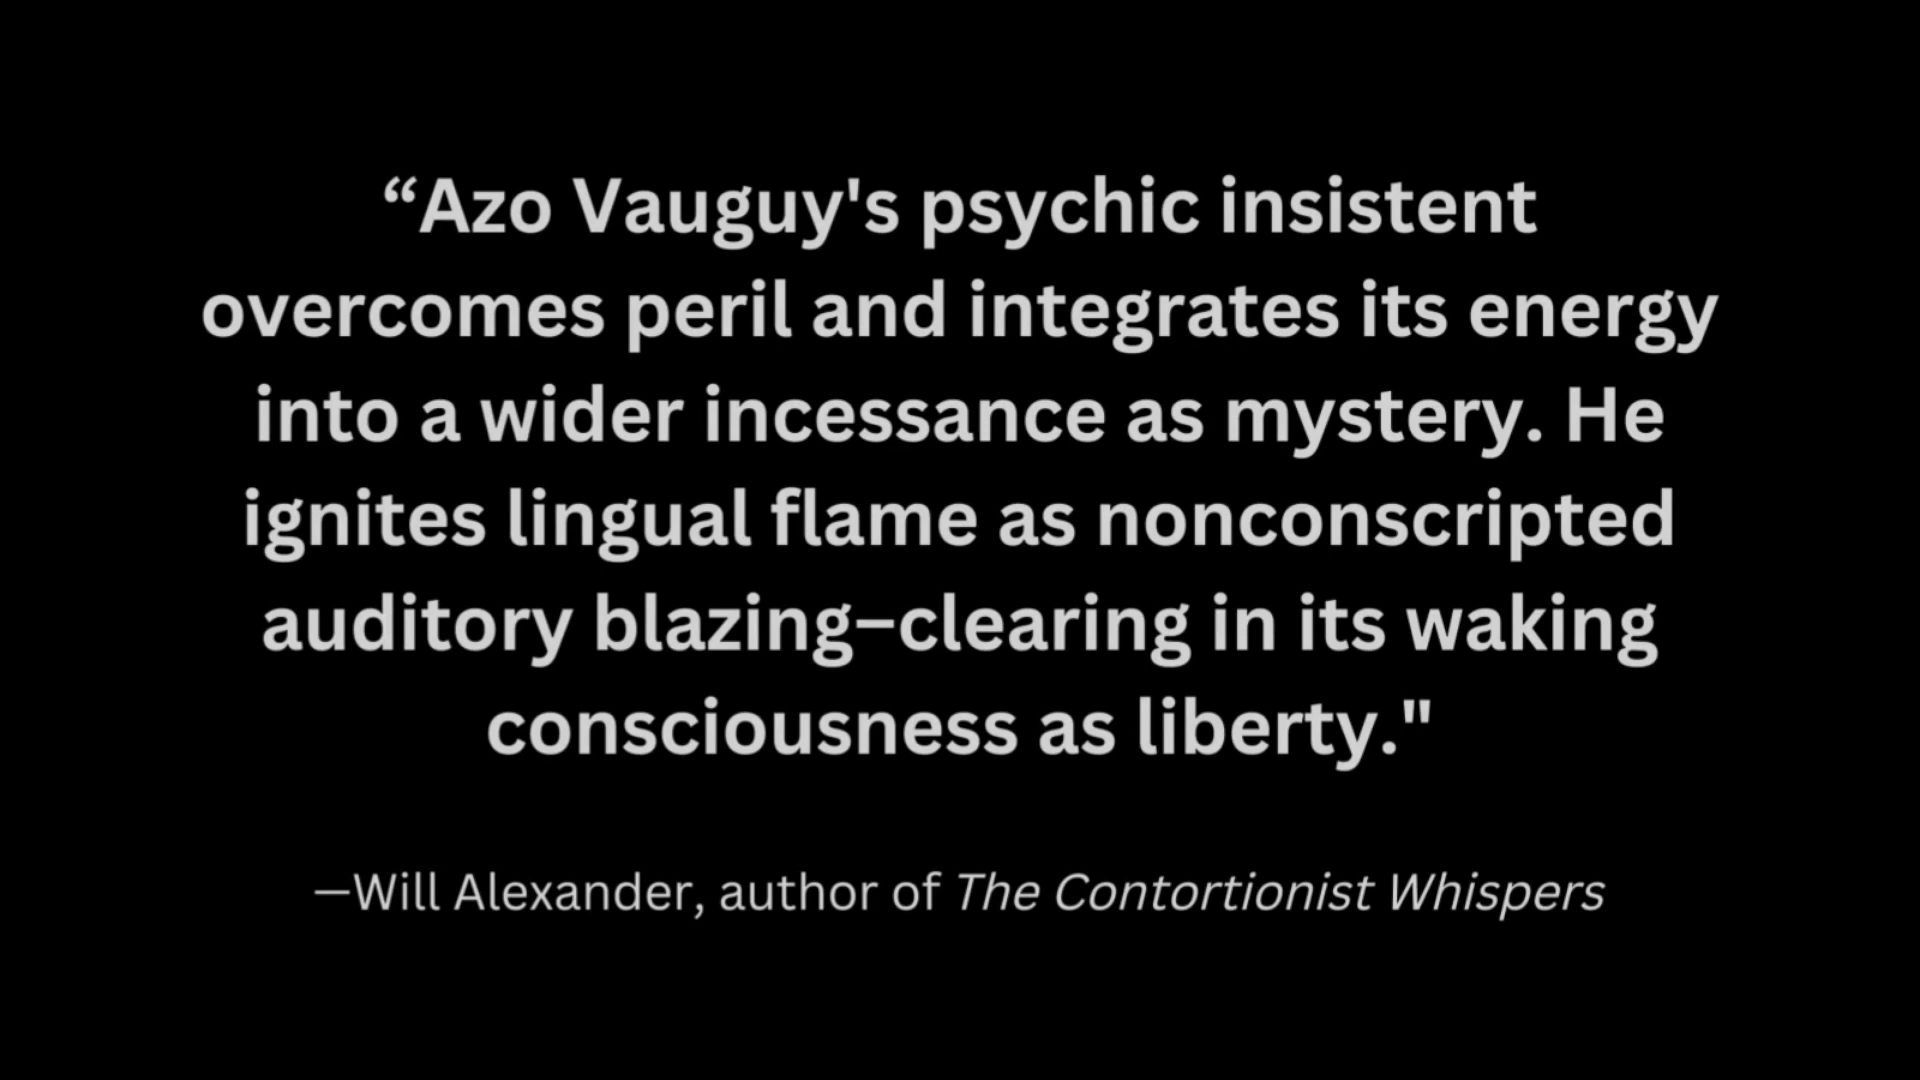 “Azo Vauguy's psychic insistent
overcomes peril and integrates its energy
into a wider incessance as mystery. He
ignites lingual flame as nonconscripted
auditory blazing–clearing in its waking
consciousness as liberty."
—Will Alexander, author of The Contortionist Whispers